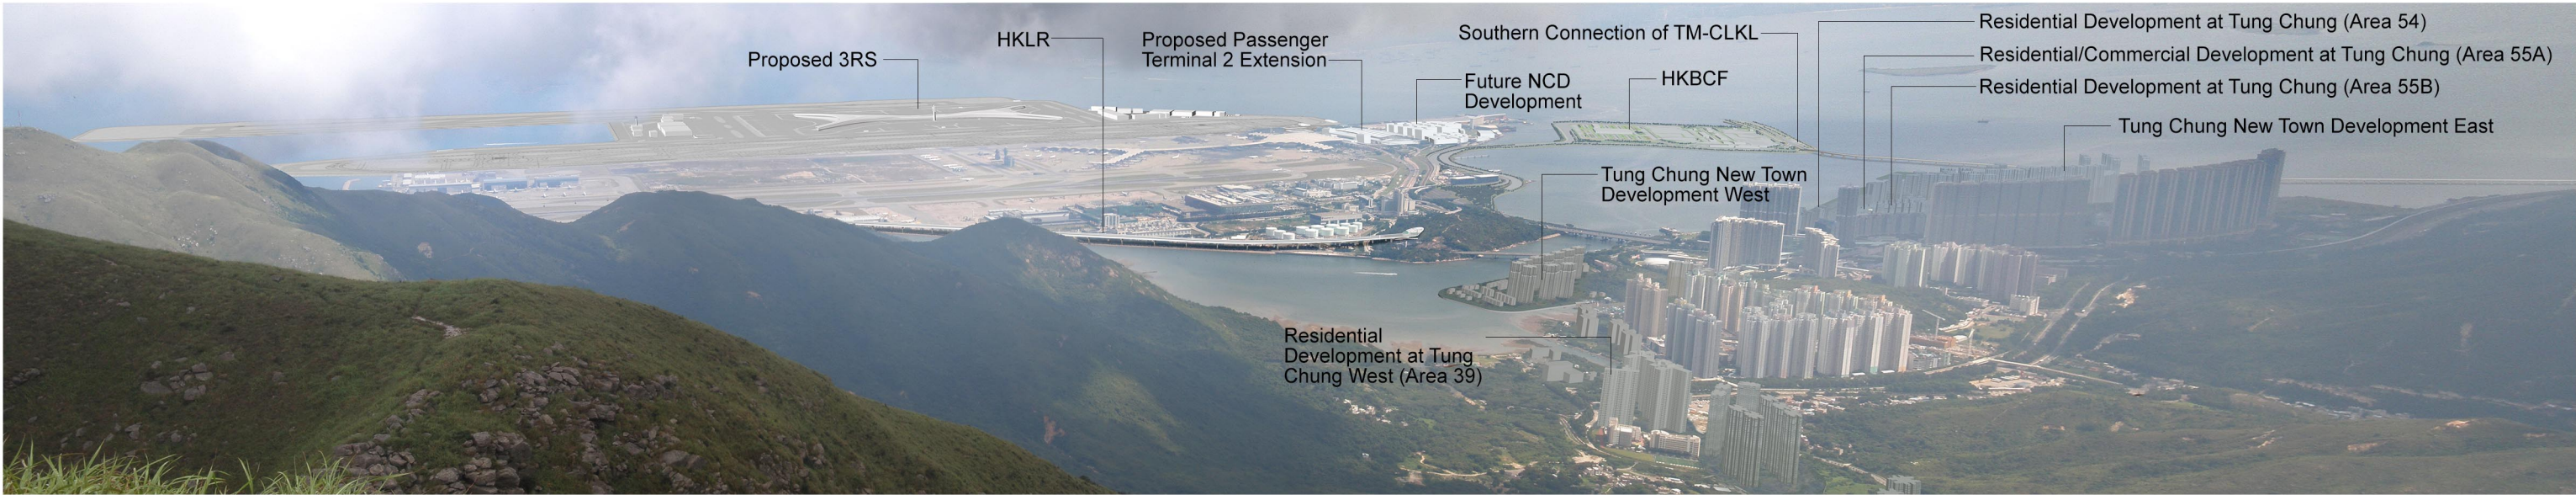 Proposed 3RS
HKLR
Proposed Passenger
Terminal 2 Extension
Future NCD
Development
Southern Connection of TM-CLKL
HKBCF
Residential Development at Tung Chung (Area 54)
Residential/Commercial Development at Tung Chung (Area 55A)
Residential Development at Tung Chung (Area 55B)
Tung Chung New Town Development East
Tung Chung New Town
Development West
Residential
Development at Tung
Chung West (Area 39)